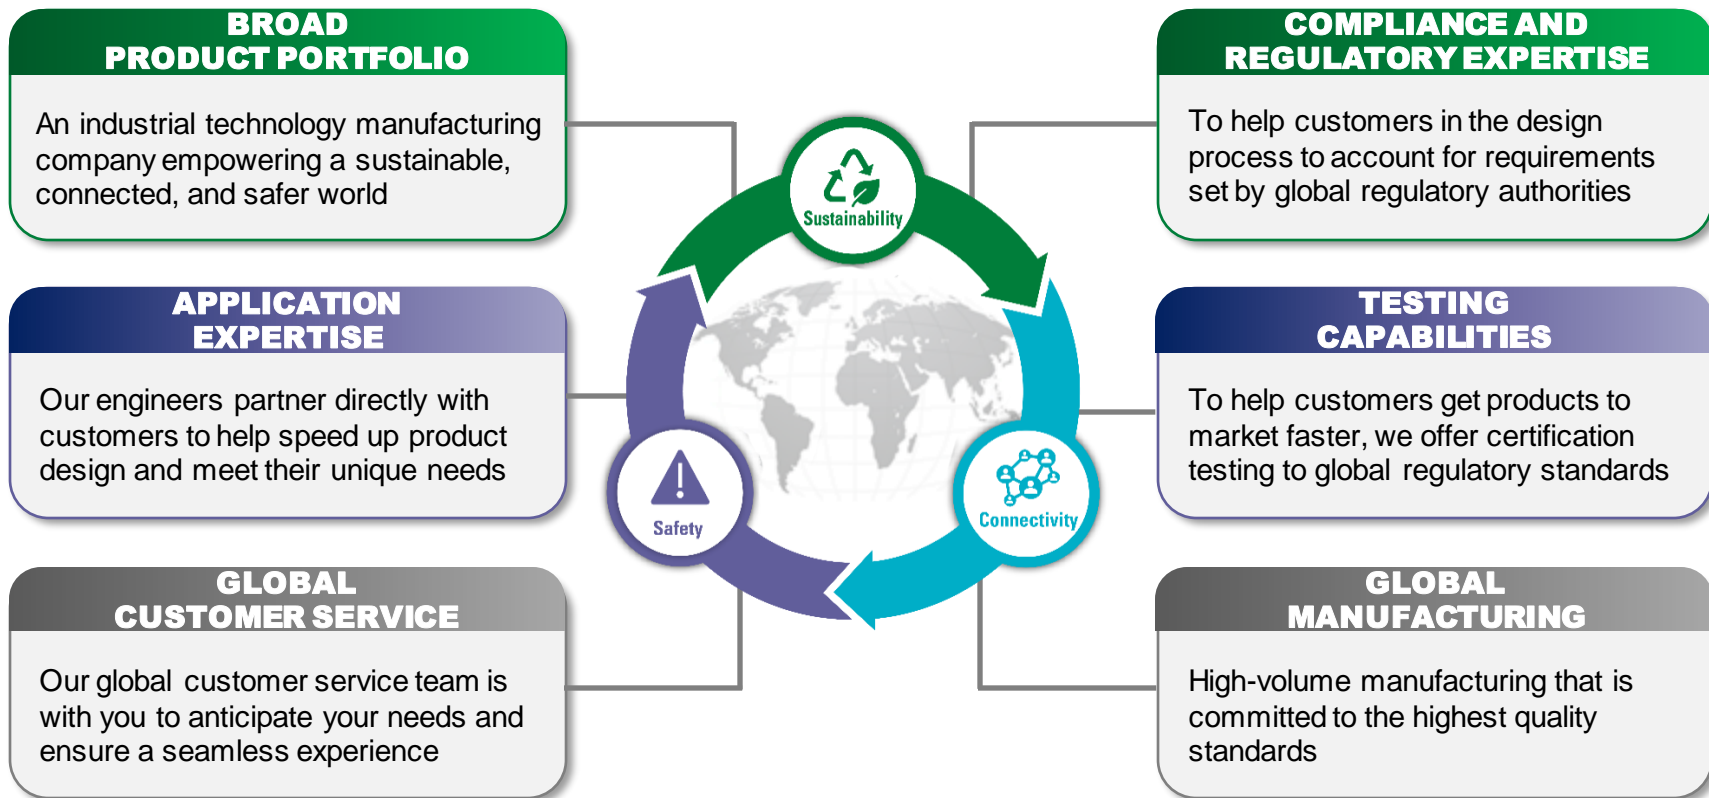 BROAD
PRODUCT PORTFOLIO
An industrial technology manufacturing
company empowering a sustainable,
connected, and safer world
APPLICATION
EXPERTISE
Our engineers partner directly with
customers to help speed up product
design and meet their unique needs
GLOBAL
CUSTOMER SERVICE
Our global customer service team is
with you to anticipate your needs and
ensure a seamless experience
Sustainability
Safety
Connectivity
COMPLIANCE AND
REGULATORY EXPERTISE
To help customers in the design
process to account for requirements
set by global regulatory authorities
TESTING
CAPABILITIES
To help customers get products to
market faster, we offer certification
testing to global regulatory standards
GLOBAL
MANUFACTURING
High-volume manufacturing that is
committed to the highest quality
standards